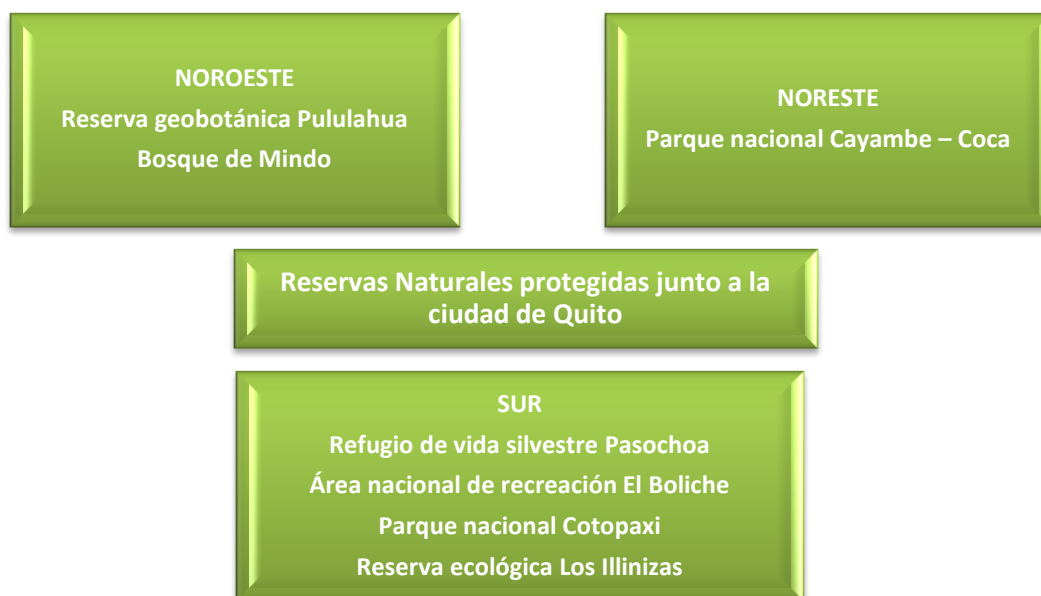 NOROESTE
Reserva geobotánica Pululahua
Bosque de Mindo
NORESTE
Parque nacional Cayambe – Coca
Reservas Naturales protegidas junto a la
ciudad de Quito
SUR
Refugio de vida silvestre Pasochoa
Área nacional de recreación El Boliche
Parque nacional Cotopaxi
Reserva ecológica Los Illinizas